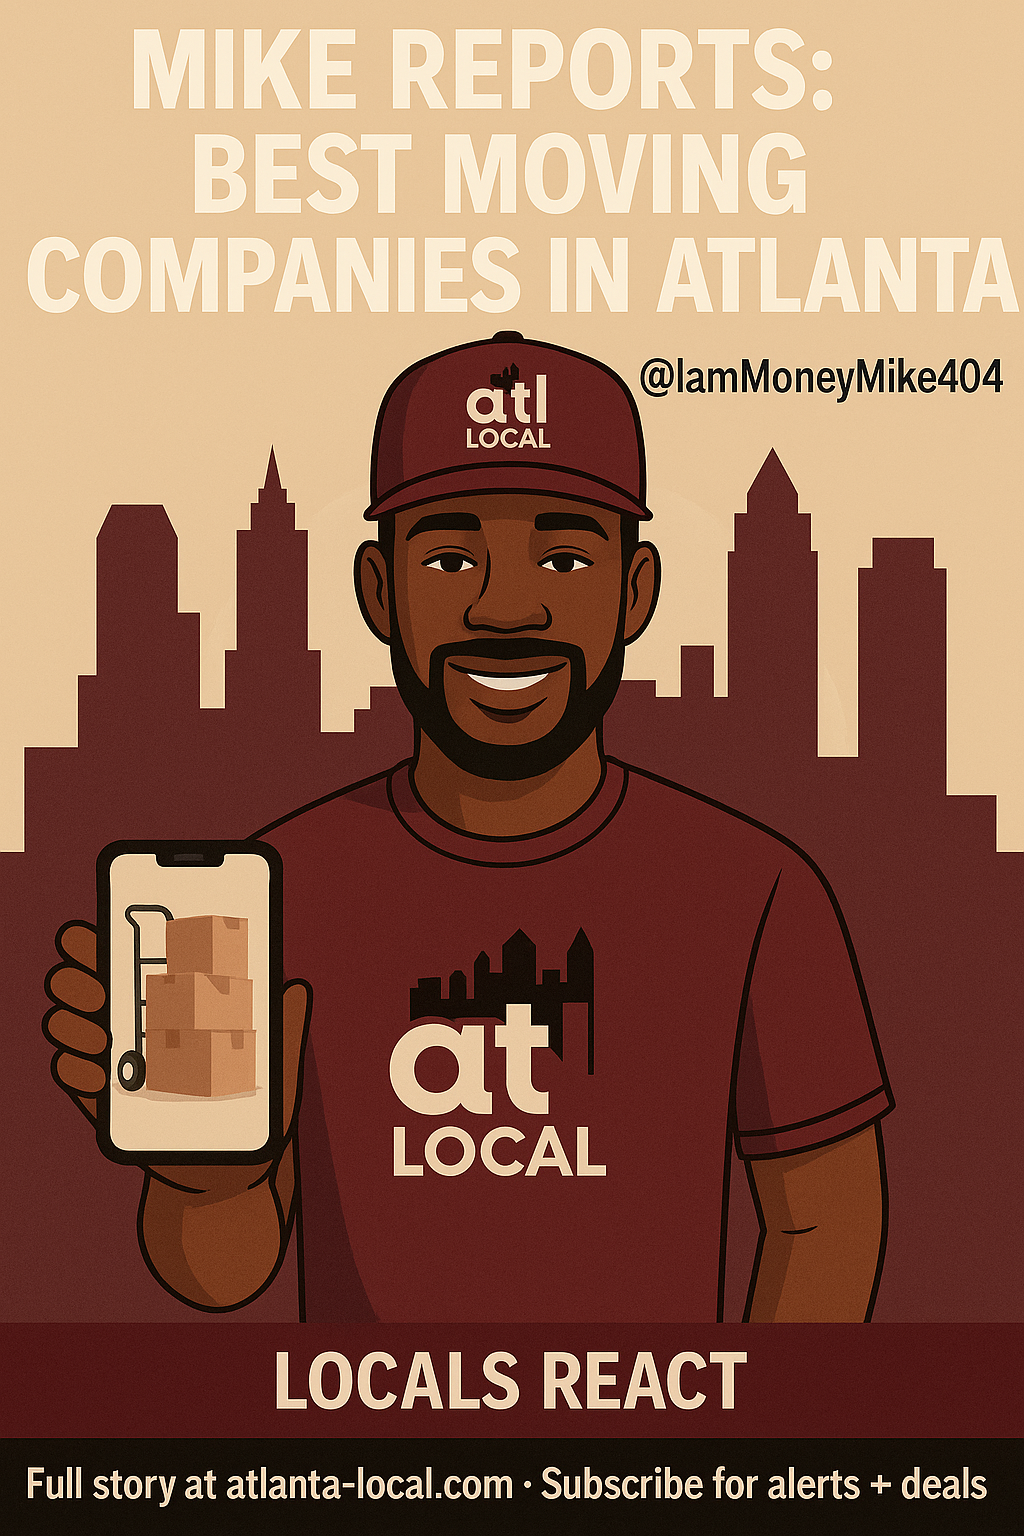 MIKE REPORTS:
BEST MOVING
COMPANIES IN ATLANTA
@IamMoneyMike404
atl
LOCAL
at
LOCAL
LOCALS REACT
Full story at atlanta-local.com · Subscribe for alerts + deals